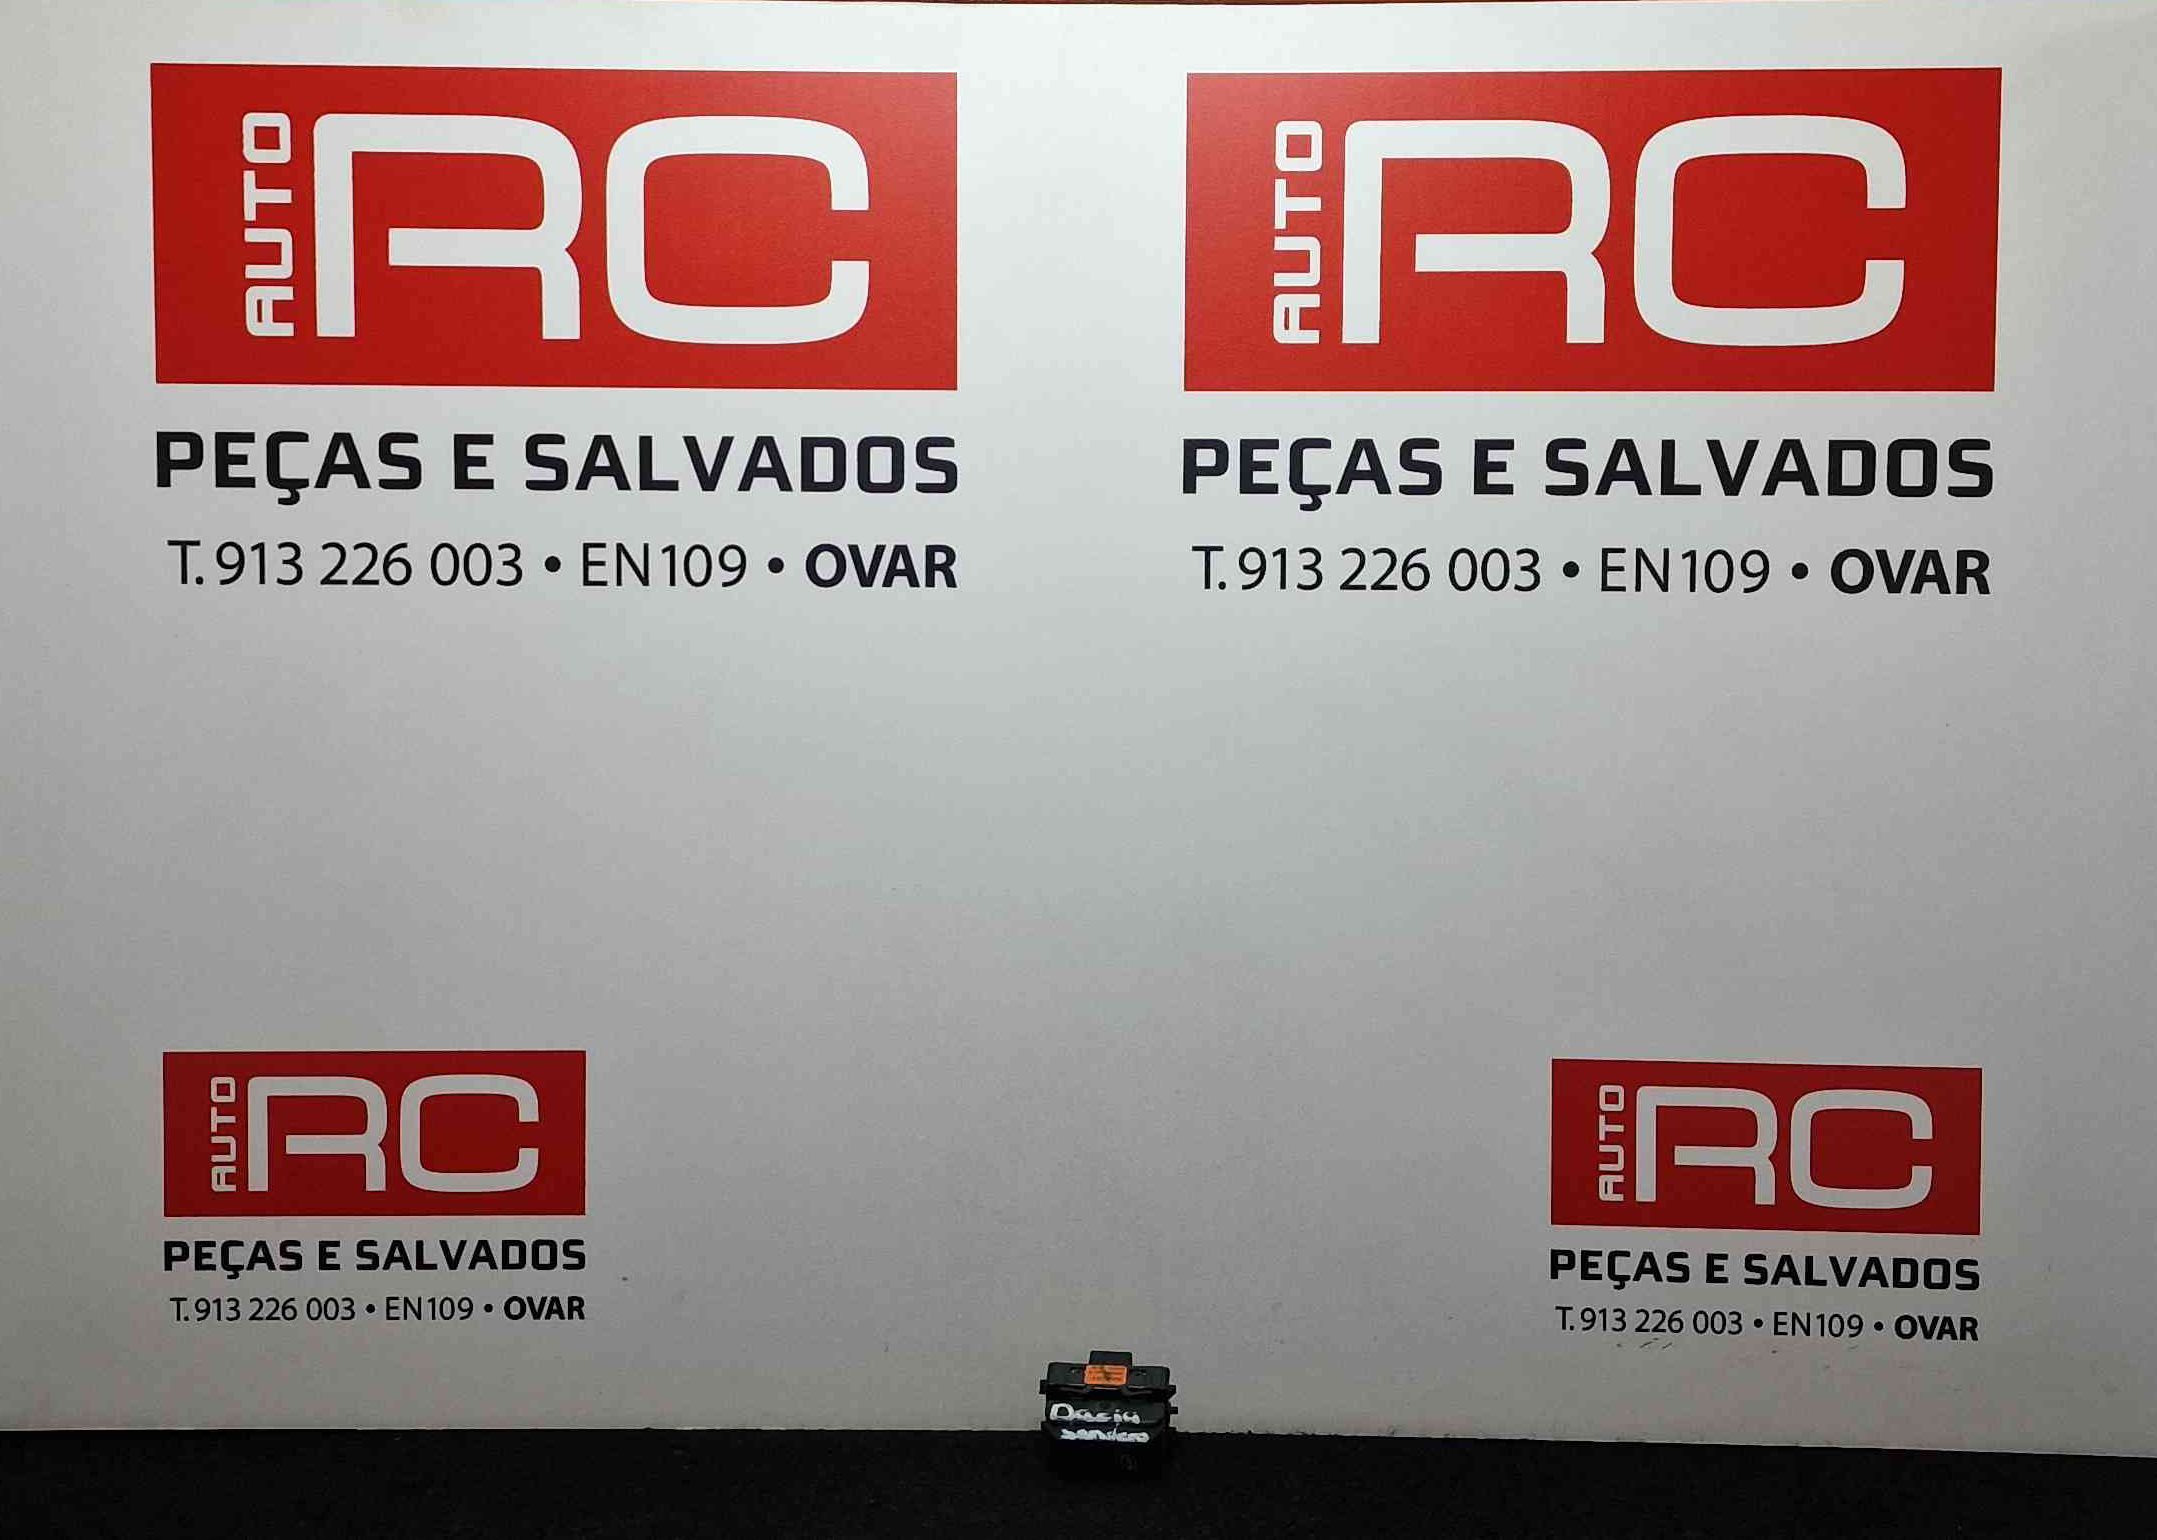 AUTO RC
PEÇAS E SALVADOS
T. 913 226 003 • EN109 • OVAR
AUTO RC
PEÇAS E SALVADOS
T. 913 226 003 • EN109 • OVAR
AUTO RC
PEÇAS E SALVADOS
T. 913 226 003 • EN109 • OVAR
AUTO RC
PEÇAS E SALVADOS
T. 913 226 003 • EN109 • OVAR
Dacia
sandero